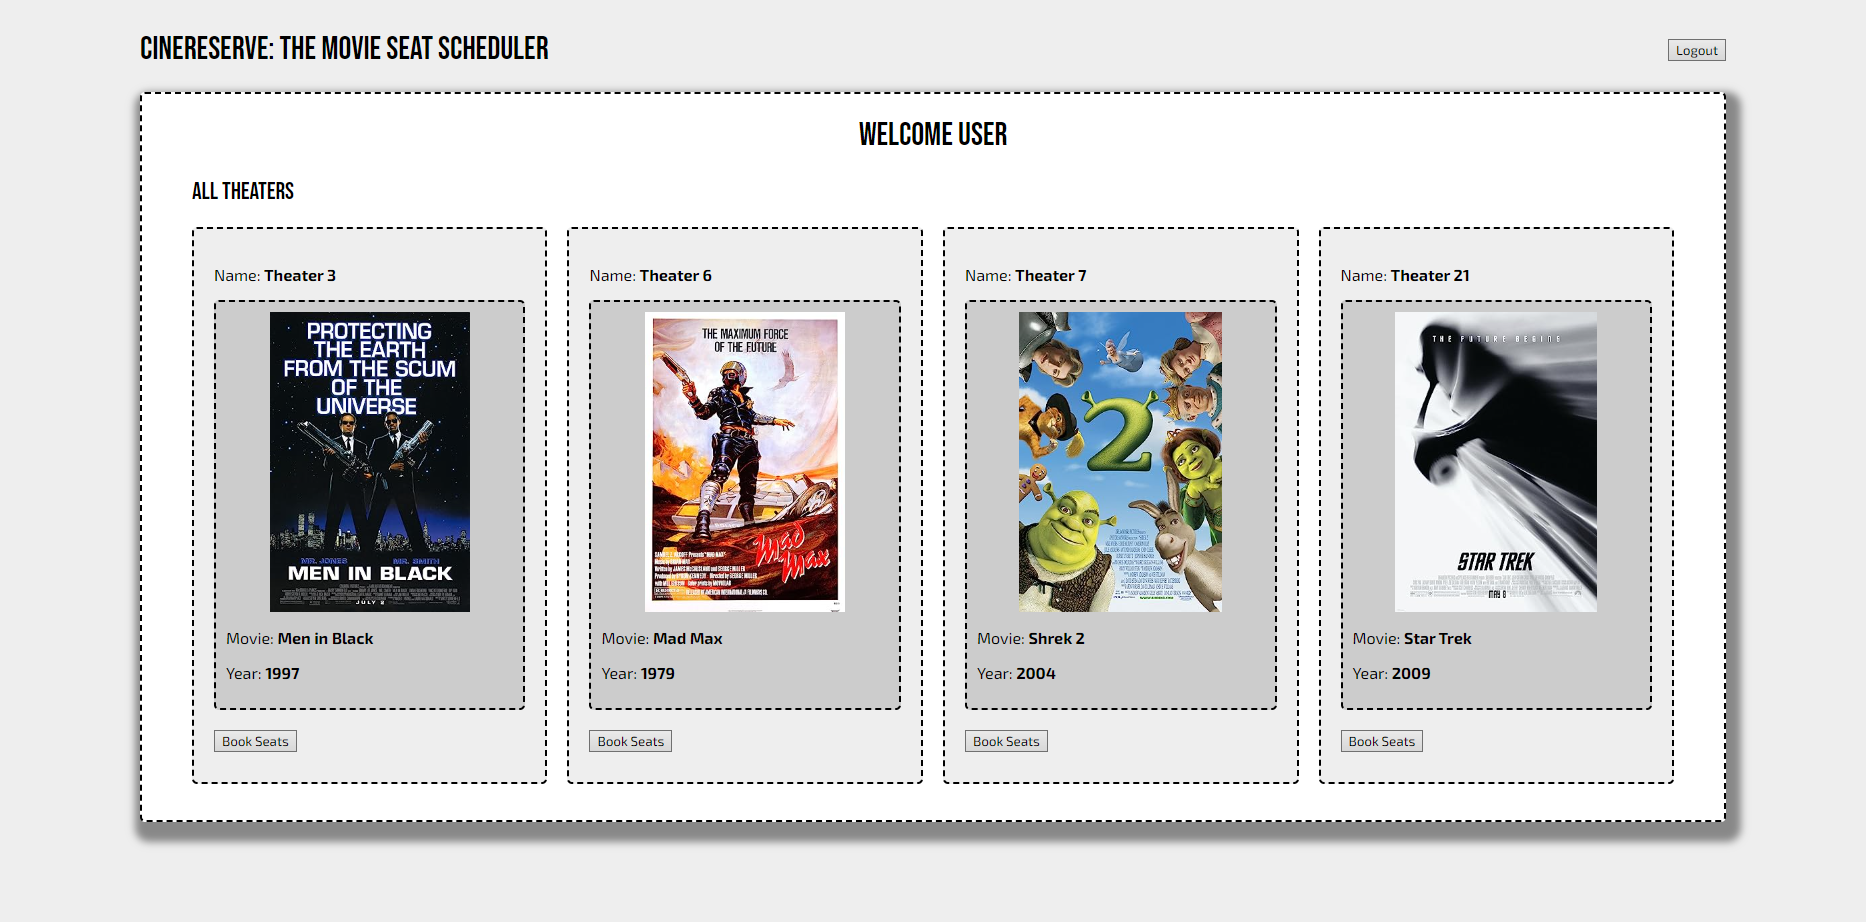 CINERESERVE: THE MOVIE SEAT SCHEDULER
Logout
WELCOME USER
ALL THEATERS
Name: Theater 3
PROTECTING
THE EARTH
FROM THE SCUM
OF THE
UNIVERSE
MR. JONES MR. SMITH
MEN IN BLACK
JULY 2
Movie: Men in Black
Year: 1997
Book Seats
Name: Theater 6
THE MAXIMUM FORCE
OF THE FUTURE
Mad
Max
Movie: Mad Max
Year: 1979
Book Seats
Name: Theater 7
2
Movie: Shrek 2
Year: 2004
Book Seats
Name: Theater 21
THE FUTURE BEGINS
STAR TREK
MAY 8
Movie: Star Trek
Year: 2009
Book Seats